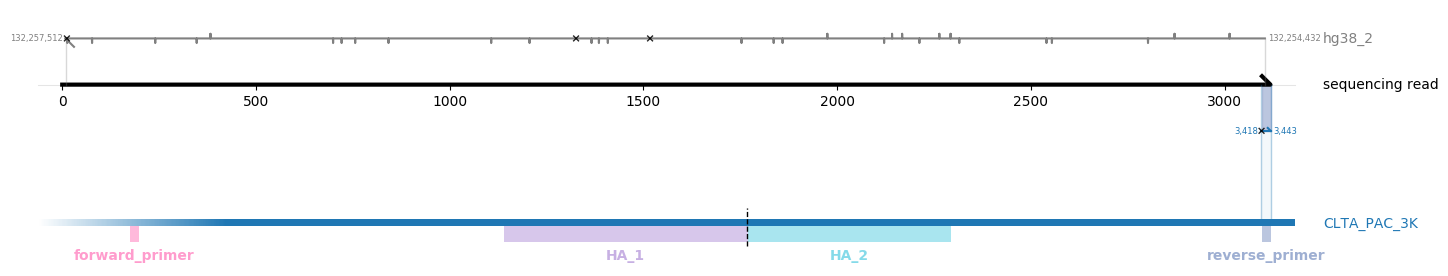 132,257,512 132,254,432 hg38_2
sequencing read
0 500 1000 1500 2000 2500 3000
3,418 3,443
CLTA_PAC_3K
forward_primer HA_1 HA_2 reverse_primer